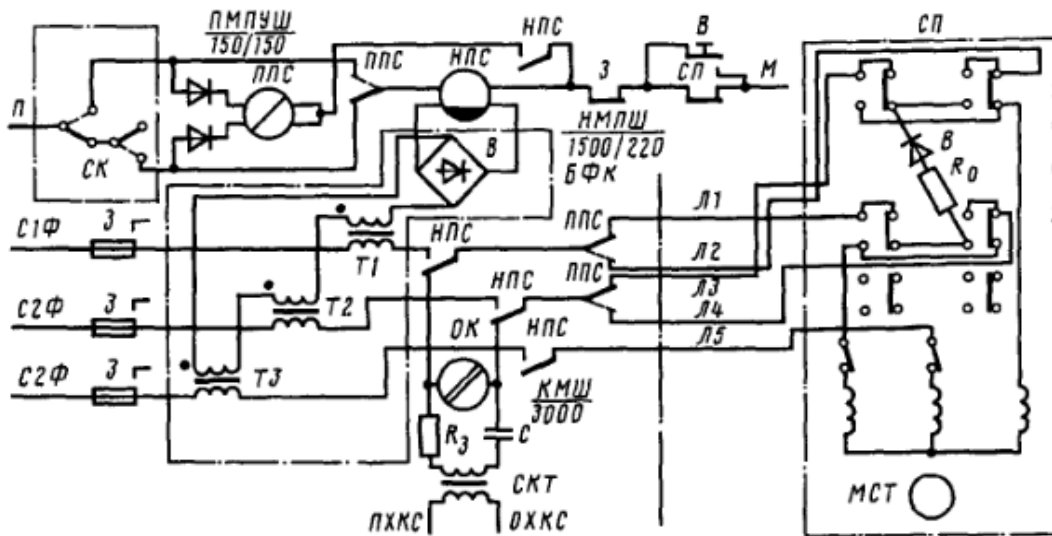 ПМПУШ
150/150
ППС
ППС
НПС
НПС
З
В
СП
М
СП
П
СК
НМПШ
1500/220
БФК
В
В
R₀
С1Ф
З
Т1
НПС
ППС
Л1
Л2
С2Ф
З
Т2
ОК
НПС
ППС
Л3
Л4
Л5
С2Ф
З
Т3
КМШ
3000
R₃
С
СКТ
ПХКС
ОХКС
МСТ